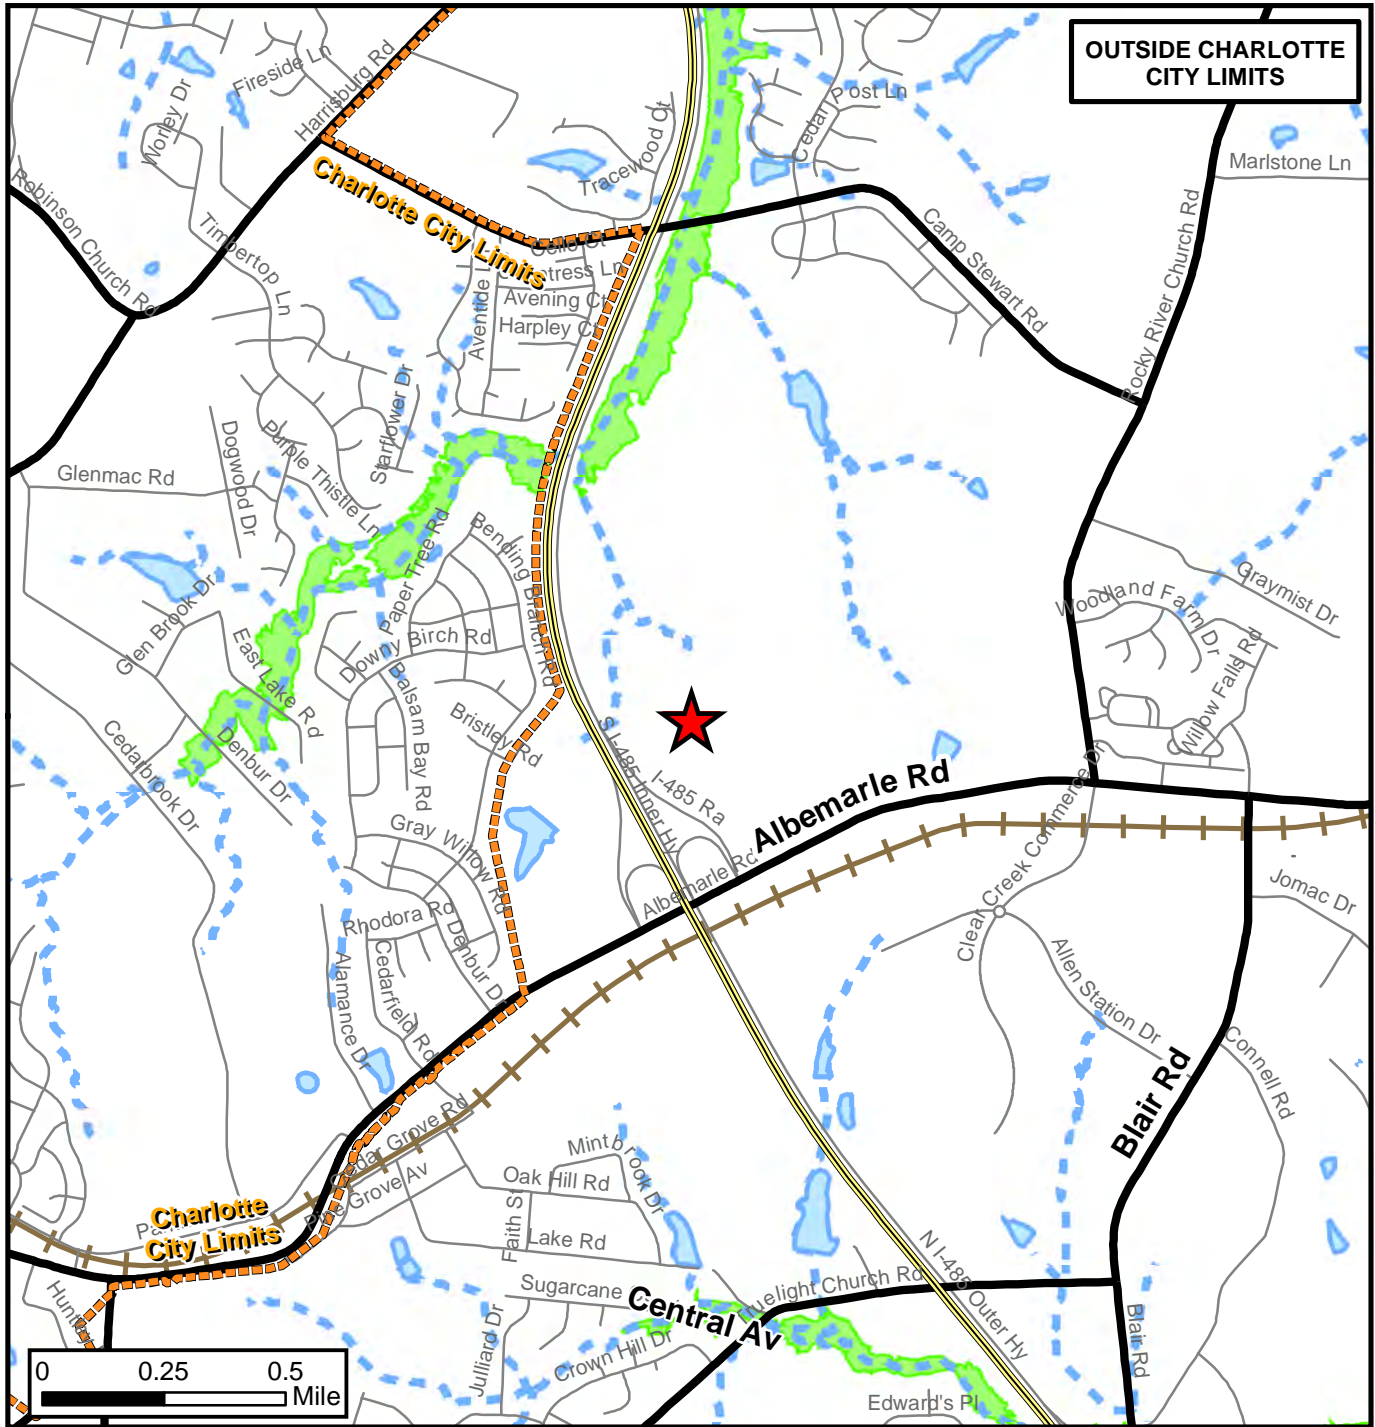 OUTSIDE CHARLOTTE
CITY LIMITS
Fireside Ln
Harrisburg Rd
Worley Dr
Cedar Post Ln
Tracewood Ct
Marlstone Ln
Charlotte City Limits
Robinson Church Rd
Timbertop Ln
Cello Ct
tress Ln
Avening Ct
Harpley Ct
Aventide L
Camp Stewart Rd
Rocky River Church Rd
Starflower Dr
Purple Thistle Ln
Dogwood Dr
Glenmac Rd
Paper Tree Rd
Bending Branch Rd
Graymist Dr
Woodland Farm Dr
Willow Falls Rd
Glen Brook Dr
East Lake Rd
Downy Birch Rd
Balsam Bay Rd
Bristley Rd
Cedarbrook Dr
Denbur Dr
S I-485 Inner Hy
I-485 Ra
Albemarle Rd
Albemarle Rd
Clear Creek Commerce Dr
Gray Willow Rd
Rhodora Rd
Denbur Dr
Alamance Dr
Cedarfield Rd
Jomac Dr
Allen Station Dr
Connell Rd
Blair Rd
Cedar Grove Rd
Pine Grove Av
Mintbrook Dr
Oak Hill Rd
Faith St
Lake Rd
Charlotte
City Limits
Sugarcane
Central Av
Truelight Church Rd
N I-485 Outer Hy
Blair Rd
Julliard Dr
Crown Hill Dr
Edward's Pl
0 0.25 0.5
Mile